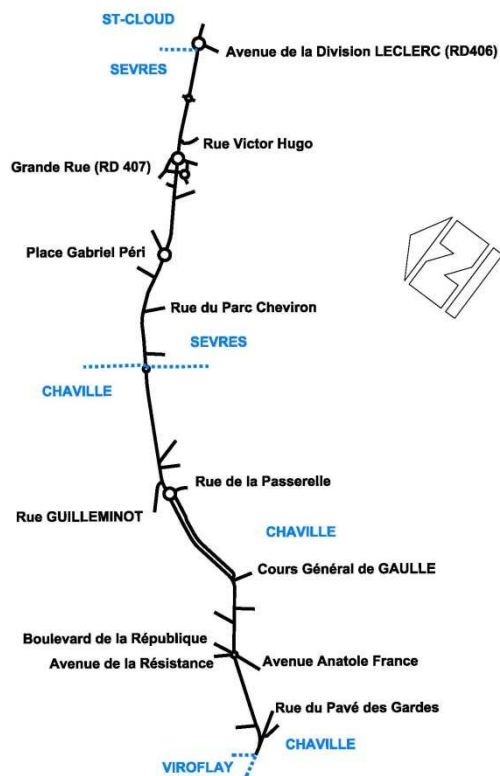 ST-CLOUD
Avenue de la Division LECLERC (RD406)
SEVRES
Rue Victor Hugo
Grande Rue (RD 407)
Place Gabriel Péri
Rue du Parc Cheviron
SEVRES
CHAVILLE
Rue de la Passerelle
Rue GUILLEMINOT
CHAVILLE
Cours Général de GAULLE
Boulevard de la République
Avenue de la Résistance
Avenue Anatole France
Rue du Pavé des Gardes
CHAVILLE
VIROFLAY